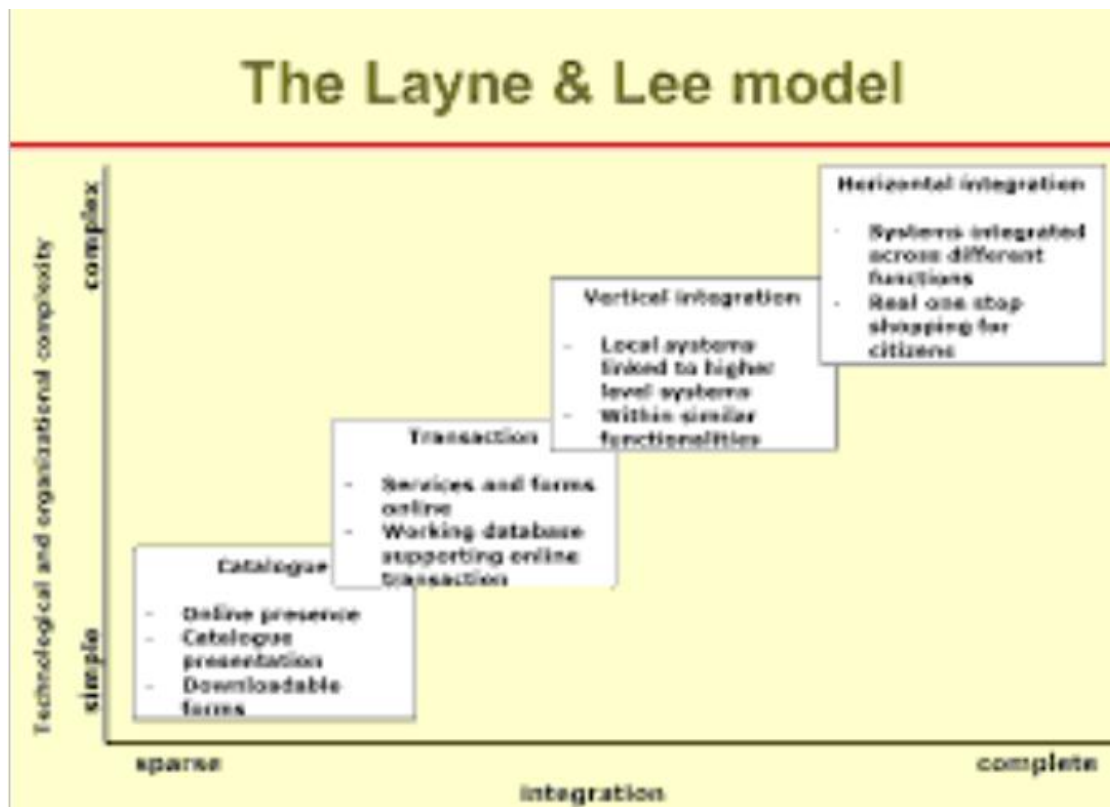 The Layne & Lee model
Technological and organizational complexity
complex
simple
Horizontal integration
- Systems integrated
across different
functions
- Real one stop
shopping for
citizens
Vertical integration
- Local systems
linked to higher
level systems
- Within similar
functionalities
Transaction
- Services and forms
online
- Working database
supporting online
transaction
Catalogue
- Online presence
- Catalogue
presentation
- Downloadable
forms
sparse
complete
integration